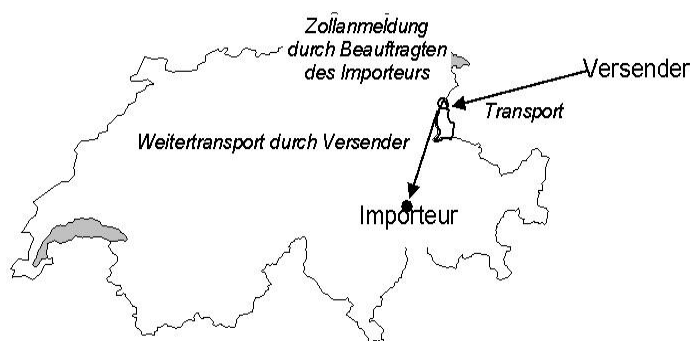 Zollanmeldung
durch Beauftragten
des Importeurs
Versender
Transport
Weitertransport durch Versender
Importeur